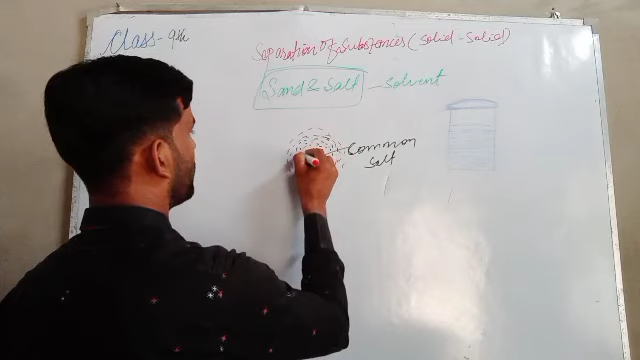 Class-9th
Separation of Substances (Solid-Solid)
Sand & Salt - Solvent
Common
Salt